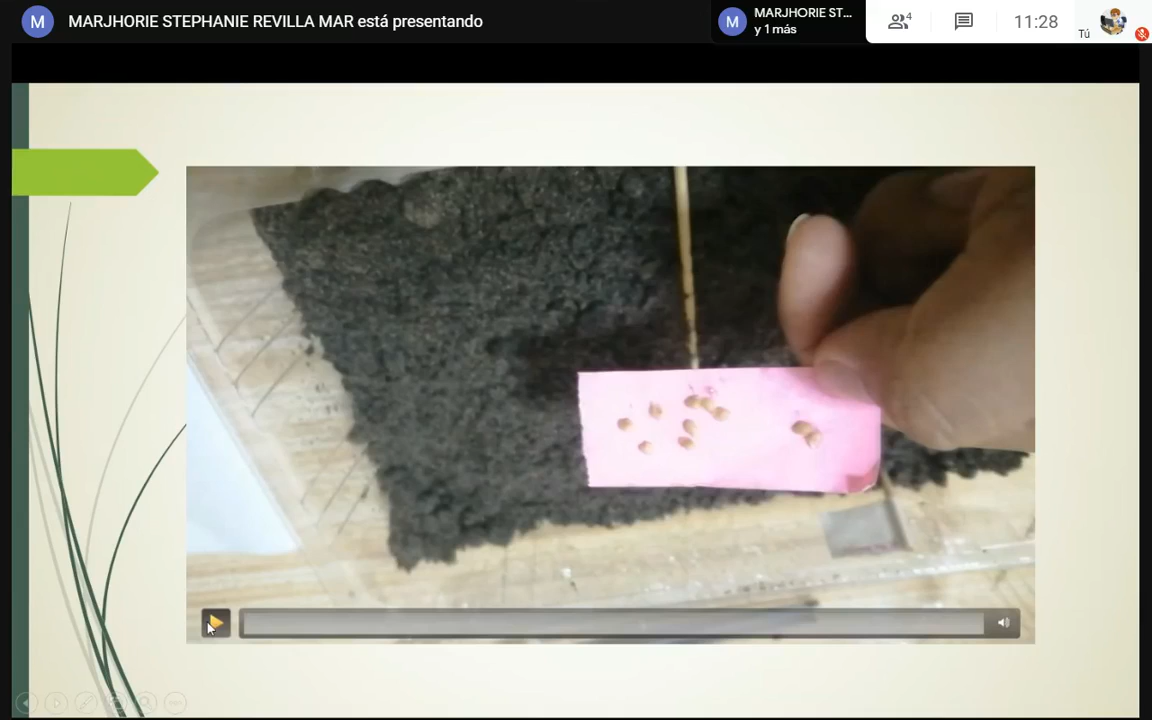 M
MARJHORIE STEPHANIE REVILLA MAR está presentando
M
MARJHORIE ST...
y 1 más
4
11:28
Tú